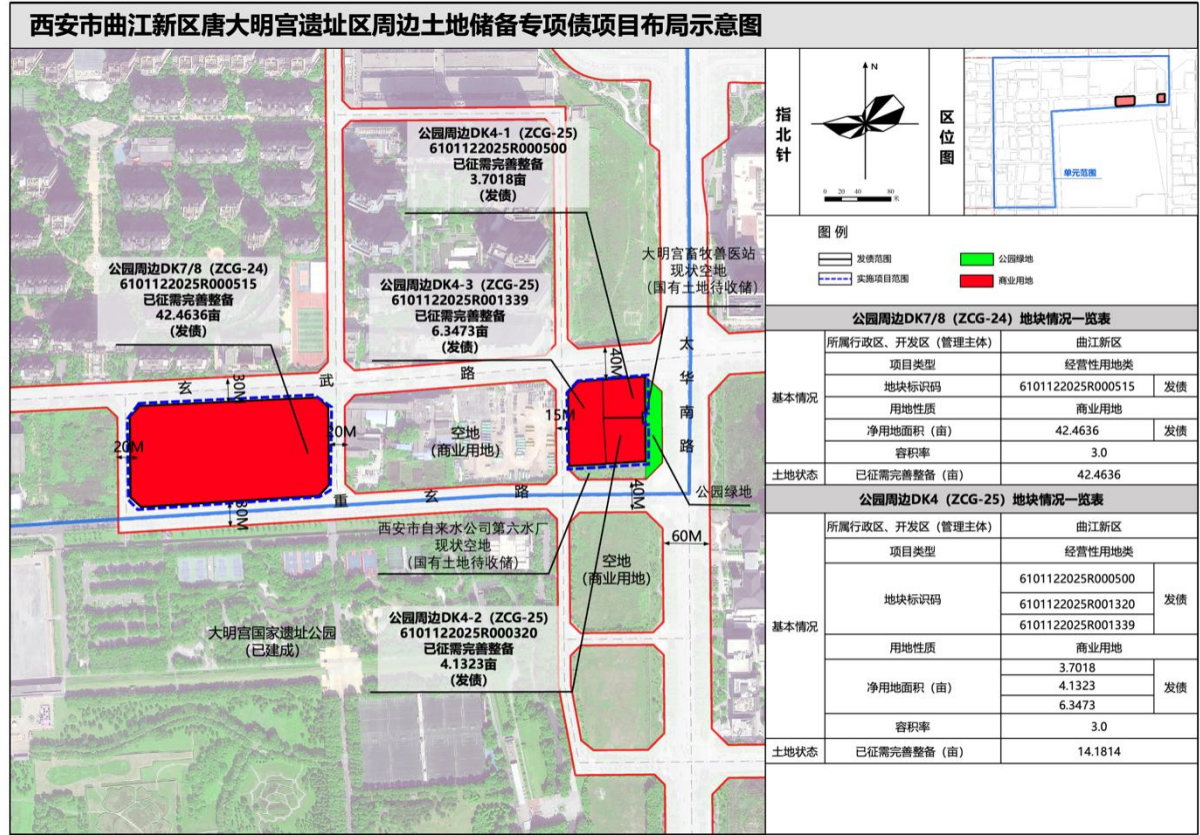 西安市曲江新区唐大明宫遗址区周边土地储备专项债项目布局示意图
公园周边DK4-1 (ZCG-25)
6101122025R000500
已征需完善整备
3.7018亩
(发债)
大明宫畜牧兽医站
现状空地
(国有土地待收储)
公园周边DK7/8 (ZCG-24)
6101122025R000515
已征需完善整备
42.4636亩
(发债)
公园周边DK4-3 (ZCG-25)
6101122025R001339
已征需完善整备
6.3473亩
(发债)
玄武路
太华南路
30M
40M
20M
20M
15M
空地
(商业用地)
重玄路
30M
40M
公园绿地
西安市自来水公司第六水厂
现状空地
(国有土地待收储)
60M
空地
(商业用地)
公园周边DK4-2 (ZCG-25)
6101122025R000320
已征需完善整备
4.1323亩
(发债)
大明宫国家遗址公园
(已建成)
指北针
N
0 20 40 80 米
区位图
单元范围
图 例
发债范围
公园绿地
实施项目范围
商业用地
公园周边DK7/8 (ZCG-24) 地块情况一览表
基本情况
所属行政区、开发区 (管理主体) 曲江新区
项目类型 经营性用地类
地块标识码 6101122025R000515 发债
用地性质 商业用地
净用地面积 (亩) 42.4636 发债
容积率 3.0
土地状态 已征需完善整备 (亩) 42.4636
公园周边DK4 (ZCG-25) 地块情况一览表
基本情况
所属行政区、开发区 (管理主体) 曲江新区
项目类型 经营性用地类
地块标识码 6101122025R000500 发债
6101122025R001320
6101122025R001339
用地性质 商业用地
净用地面积 (亩) 3.7018 发债
4.1323
6.3473
容积率 3.0
土地状态 已征需完善整备 (亩) 14.1814